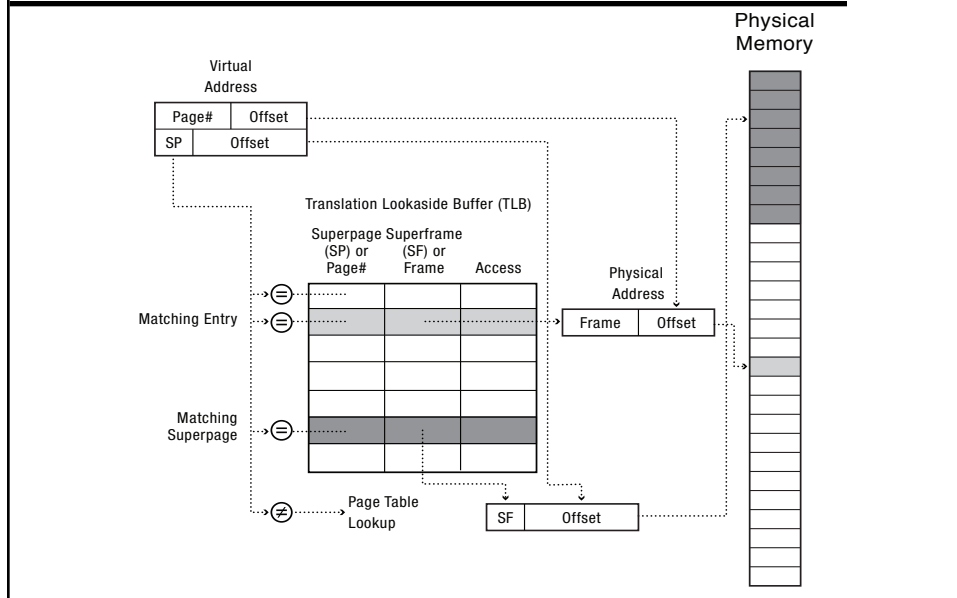 Physical
Memory
Virtual
Address
Page# Offset
SP Offset
Translation Lookaside Buffer (TLB)
Superpage Superframe
(SP) or (SF) or
Page# Frame Access
Physical
Address
=
Matching Entry = Frame Offset
Matching
Superpage =
Page Table
≠ Lookup
SF Offset